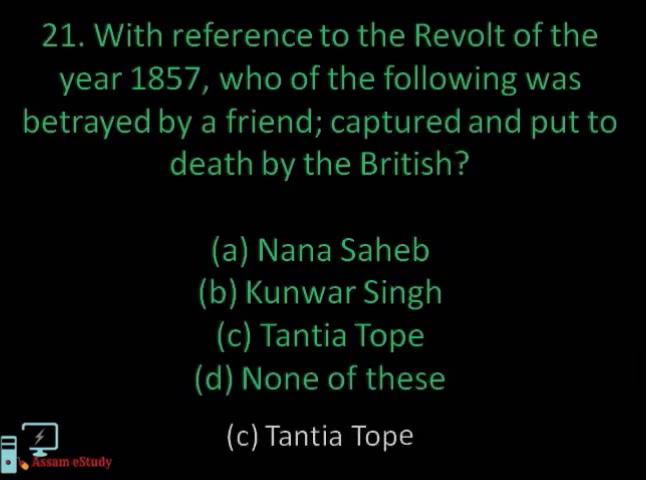 21. With reference to the Revolt of the
year 1857, who of the following was
betrayed by a friend; captured and put to
death by the British?
(a) Nana Saheb
(b) Kunwar Singh
(c) Tantia Tope
(d) None of these
(c) Tantia Tope
Assam eStudy